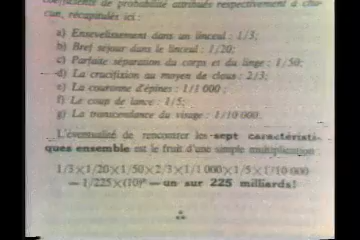 coefficients de probabilité attribués respectivement à cha-
cue, récapitulés ici :
a) Ensevelissement dans un linceul : 1/3;
b) Bref séjour dans le linceul : 1/20;
c) Parfaite séparation du corps et du linge : 1/50;
d) La crucifixion au moyen de clous : 2/3;
e) La couronne d'épines : 1/1 000 ;
f) Le coup de lance : 1/5;
g) La transcendance du visage : 1/10 000.
L'éventualité de rencontrer les sept caractéristi-
ques ensemble est le fruit d'une simple multiplication :
1/3×1/20×1/50×2/3×1/1 000×1/5×1/10 000
= 1/225×(10)⁹ = un sur 225 milliards!